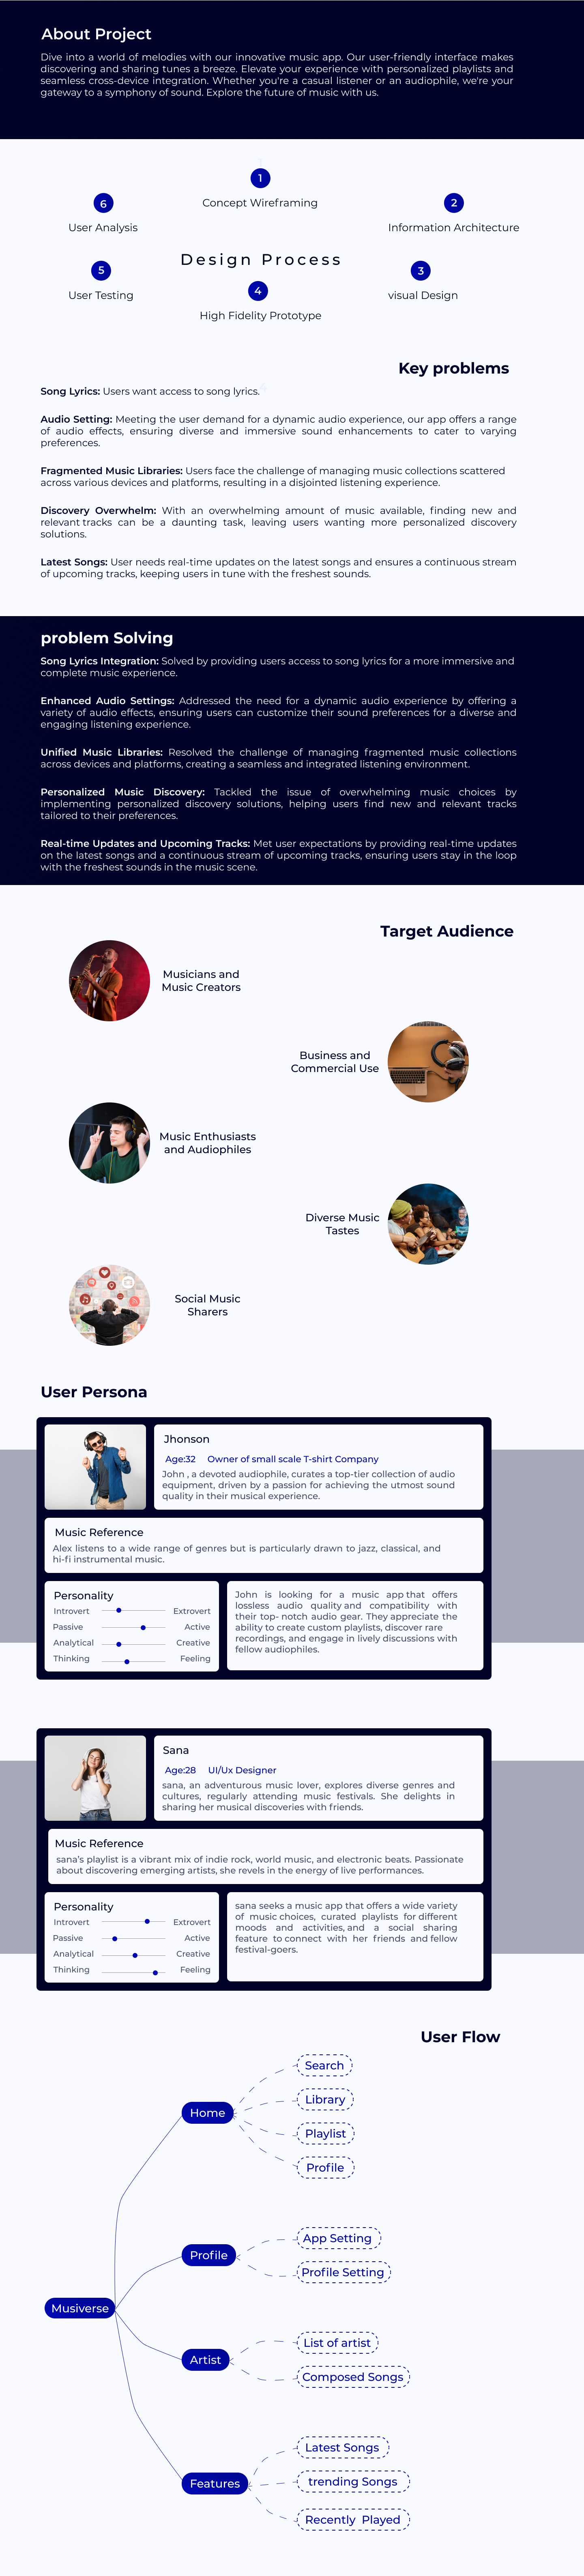 About Project
Dive into a world of melodies with our innovative music app. Our user-friendly interface makes
discovering and sharing tunes a breeze. Elevate your experience with personalized playlists and
seamless cross-device integration. Whether you're a casual listener or an audiophile, we're your
gateway to a symphony of sound. Explore the future of music with us.
1
Concept Wireframing
6
User Analysis
2
Information Architecture
Design Process
5
User Testing
3
visual Design
4
High Fidelity Prototype
Key problems
Song Lyrics: Users want access to song lyrics.
Audio Setting: Meeting the user demand for a dynamic audio experience, our app offers a range
of audio effects, ensuring diverse and immersive sound enhancements to cater to varying
preferences.
Fragmented Music Libraries: Users face the challenge of managing music collections scattered
across various devices and platforms, resulting in a disjointed listening experience.
Discovery Overwhelm: With an overwhelming amount of music available, finding new and
relevant tracks can be a daunting task, leaving users wanting more personalized discovery
solutions.
Latest Songs: User needs real-time updates on the latest songs and ensures a continuous stream
of upcoming tracks, keeping users in tune with the freshest sounds.
problem Solving
Song Lyrics Integration: Solved by providing users access to song lyrics for a more immersive and
complete music experience.
Enhanced Audio Settings: Addressed the need for a dynamic audio experience by offering a
variety of audio effects, ensuring users can customize their sound preferences for a diverse and
engaging listening experience.
Unified Music Libraries: Resolved the challenge of managing fragmented music collections
across devices and platforms, creating a seamless and integrated listening environment.
Personalized Music Discovery: Tackled the issue of overwhelming music choices by
implementing personalized discovery solutions, helping users find new and relevant tracks
tailored to their preferences.
Real-time Updates and Upcoming Tracks: Met user expectations by providing real-time updates
on the latest songs and a continuous stream of upcoming tracks, ensuring users stay in the loop
with the freshest sounds in the music scene.
Target Audience
Musicians and
Music Creators
Business and
Commercial Use
Music Enthusiasts
and Audiophiles
Diverse Music
Tastes
Social Music
Sharers
User Persona
Jhonson
Age:32 Owner of small scale T-shirt Company
John , a devoted audiophile, curates a top-tier collection of audio
equipment, driven by a passion for achieving the utmost sound
quality in their musical experience.
Music Reference
Alex listens to a wide range of genres but is particularly drawn to jazz, classical, and
hi-fi instrumental music.
Personality
Introvert Extrovert
Passive Active
Analytical Creative
Thinking Feeling
John is looking for a music app that offers
lossless audio quality and compatibility with
their top- notch audio gear. They appreciate the
ability to create custom playlists, discover rare
recordings, and engage in lively discussions with
fellow audiophiles.
Sana
Age:28 UI/Ux Designer
sana, an adventurous music lover, explores diverse genres and
cultures, regularly attending music festivals. She delights in
sharing her musical discoveries with friends.
Music Reference
sana's playlist is a vibrant mix of indie rock, world music, and electronic beats. Passionate
about discovering emerging artists, she revels in the energy of live performances.
Personality
Introvert Extrovert
Passive Active
Analytical Creative
Thinking Feeling
sana seeks a music app that offers a wide variety
of music choices, curated playlists for different
moods and activities, and a social sharing
feature to connect with her friends and fellow
festival-goers.
User Flow
Search
Library
Home
Playlist
Profile
App Setting
Profile
Profile Setting
Musiverse
List of artist
Artist
Composed Songs
Latest Songs
trending Songs
Features
Recently Played